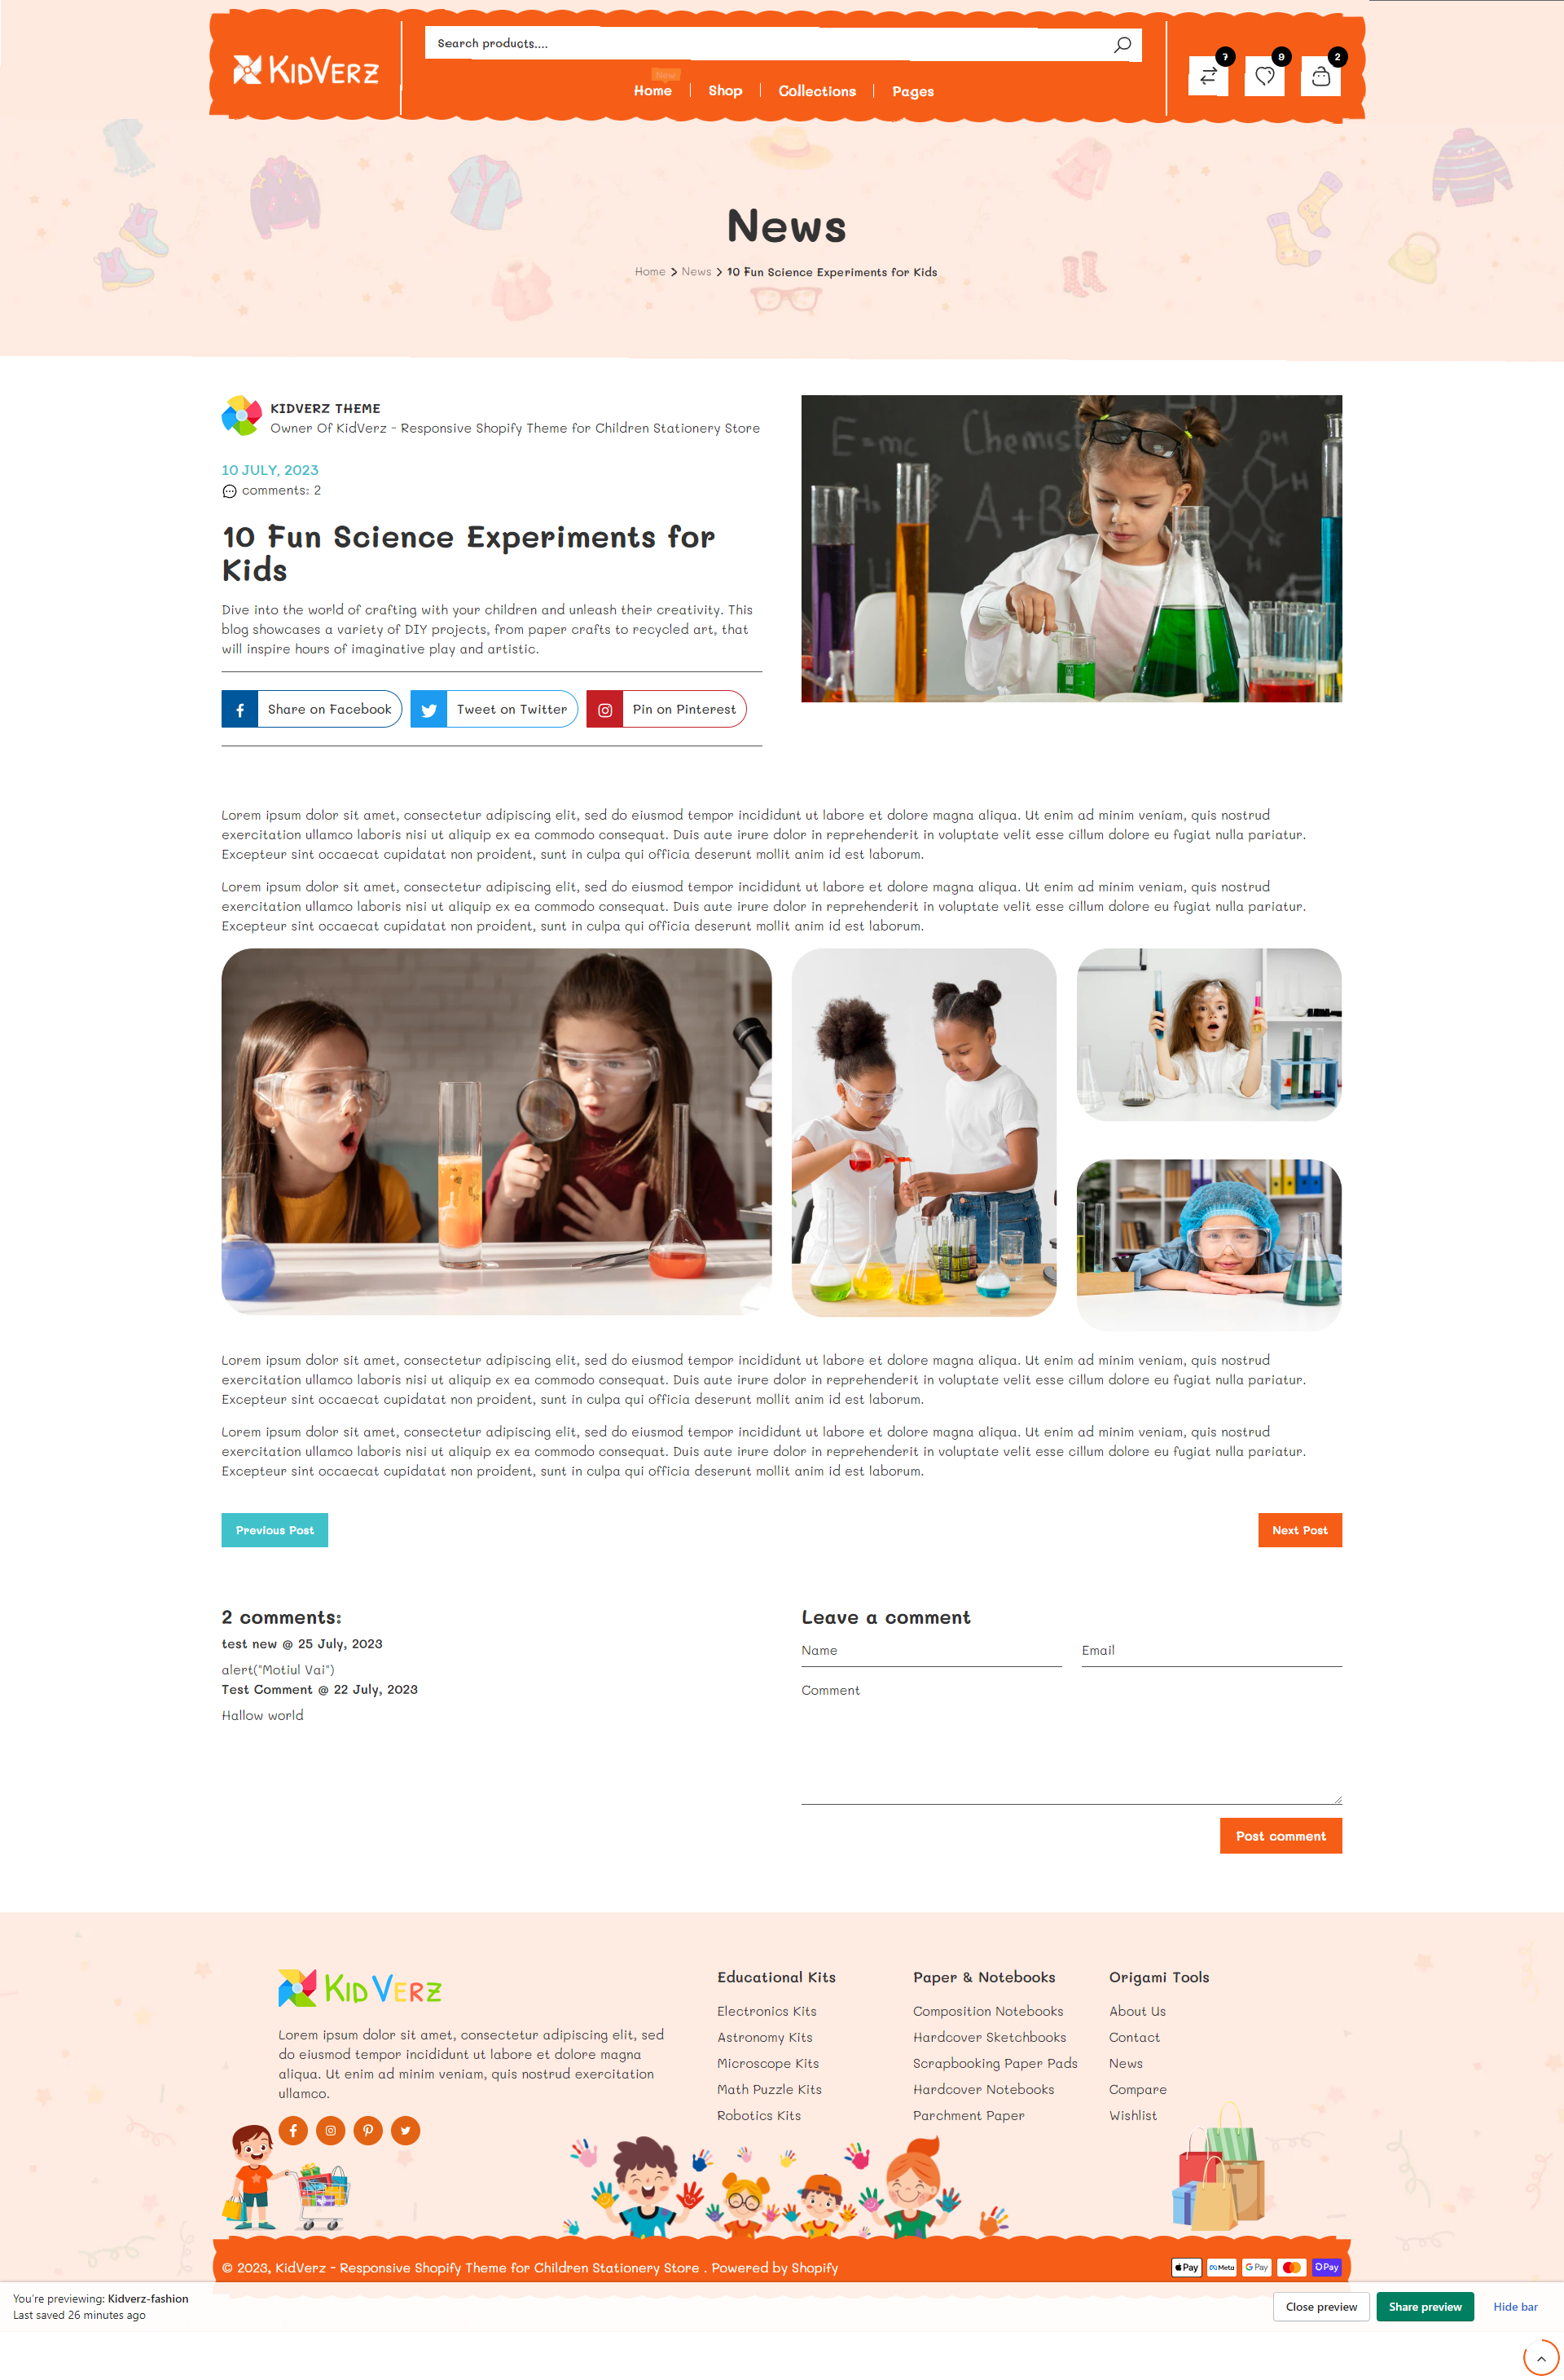 KIDVERZ
Search products....
7
9
2
New
Home
Shop
Collections
Pages
News
Home > News > 10 Fun Science Experiments for Kids
KIDVERZ THEME
Owner Of KidVerz - Responsive Shopify Theme for Children Stationery Store
10 JULY, 2023
comments: 2
10 Fun Science Experiments for
Kids
Dive into the world of crafting with your children and unleash their creativity. This
blog showcases a variety of DIY projects, from paper crafts to recycled art, that
will inspire hours of imaginative play and artistic.
Share on Facebook
Tweet on Twitter
Pin on Pinterest
E=mc
Chemist
A+B
OH
H
Lorem ipsum dolor sit amet, consectetur adipiscing elit, sed do eiusmod tempor incididunt ut labore et dolore magna aliqua. Ut enim ad minim veniam, quis nostrud
exercitation ullamco laboris nisi ut aliquip ex ea commodo consequat. Duis aute irure dolor in reprehenderit in voluptate velit esse cillum dolore eu fugiat nulla pariatur.
Excepteur sint occaecat cupidatat non proident, sunt in culpa qui officia deserunt mollit anim id est laborum.
Lorem ipsum dolor sit amet, consectetur adipiscing elit, sed do eiusmod tempor incididunt ut labore et dolore magna aliqua. Ut enim ad minim veniam, quis nostrud
exercitation ullamco laboris nisi ut aliquip ex ea commodo consequat. Duis aute irure dolor in reprehenderit in voluptate velit esse cillum dolore eu fugiat nulla pariatur.
Excepteur sint occaecat cupidatat non proident, sunt in culpa qui officia deserunt mollit anim id est laborum.
Lorem ipsum dolor sit amet, consectetur adipiscing elit, sed do eiusmod tempor incididunt ut labore et dolore magna aliqua. Ut enim ad minim veniam, quis nostrud
exercitation ullamco laboris nisi ut aliquip ex ea commodo consequat. Duis aute irure dolor in reprehenderit in voluptate velit esse cillum dolore eu fugiat nulla pariatur.
Excepteur sint occaecat cupidatat non proident, sunt in culpa qui officia deserunt mollit anim id est laborum.
Lorem ipsum dolor sit amet, consectetur adipiscing elit, sed do eiusmod tempor incididunt ut labore et dolore magna aliqua. Ut enim ad minim veniam, quis nostrud
exercitation ullamco laboris nisi ut aliquip ex ea commodo consequat. Duis aute irure dolor in reprehenderit in voluptate velit esse cillum dolore eu fugiat nulla pariatur.
Excepteur sint occaecat cupidatat non proident, sunt in culpa qui officia deserunt mollit anim id est laborum.
Previous Post
Next Post
2 comments:
test new @ 25 July, 2023
alert("Motiul Vai")
Test Comment @ 22 July, 2023
Hallow world
Leave a comment
Name
Email
Comment
Post comment
KIDVERZ
Lorem ipsum dolor sit amet, consectetur adipiscing elit, sed
do eiusmod tempor incididunt ut labore et dolore magna
aliqua. Ut enim ad minim veniam, quis nostrud exercitation
ullamco.
Educational Kits
Electronics Kits
Astronomy Kits
Microscope Kits
Math Puzzle Kits
Robotics Kits
Paper & Notebooks
Composition Notebooks
Hardcover Sketchbooks
Scrapbooking Paper Pads
Hardcover Notebooks
Parchment Paper
Origami Tools
About Us
Contact
News
Compare
Wishlist
© 2023, KidVerz - Responsive Shopify Theme for Children Stationery Store . Powered by Shopify
Pay
Meta
G Pay
Pay
You're previewing: Kidverz-fashion
Last saved 26 minutes ago
Close preview
Share preview
Hide bar